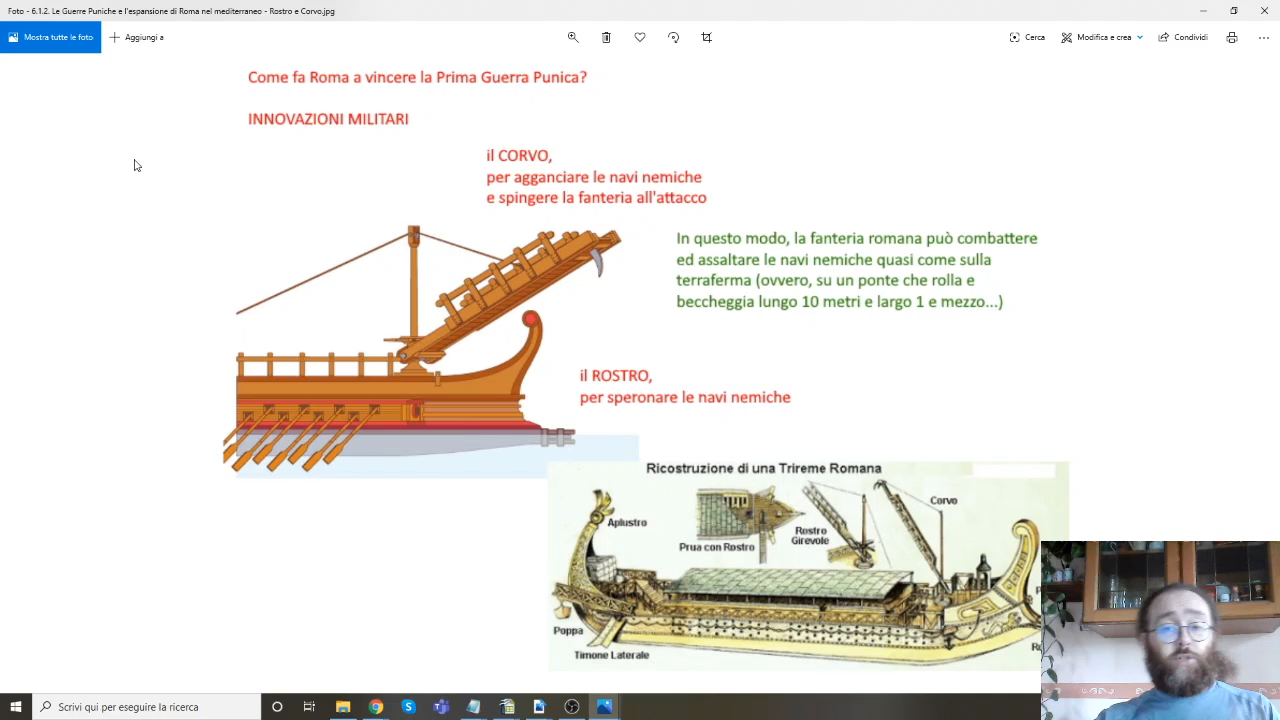 Foto - 6.1.2. Le Guerre Puniche e l'espansione di Roma nel mediterraneo - Rostro e Corvo.jpg
Mostra tutte le foto
Aggiungi a
Cerca
Modifica e crea
Condividi
Come fa Roma a vincere la Prima Guerra Punica?
INNOVAZIONI MILITARI
il CORVO,
per agganciare le navi nemiche
e spingere la fanteria all'attacco
In questo modo, la fanteria romana può combattere
ed assaltare le navi nemiche quasi come sulla
terraferma (ovvero, su un ponte che rolla e
beccheggia lungo 10 metri e largo 1 e mezzo...)
il ROSTRO,
per speronare le navi nemiche
Ricostruzione di una Trireme Romana
Aplustro
Prua con Rostro
Rostro
Girevole
Corvo
Poppa
Timone Laterale
Scrivi qui per eseguire la ricerca